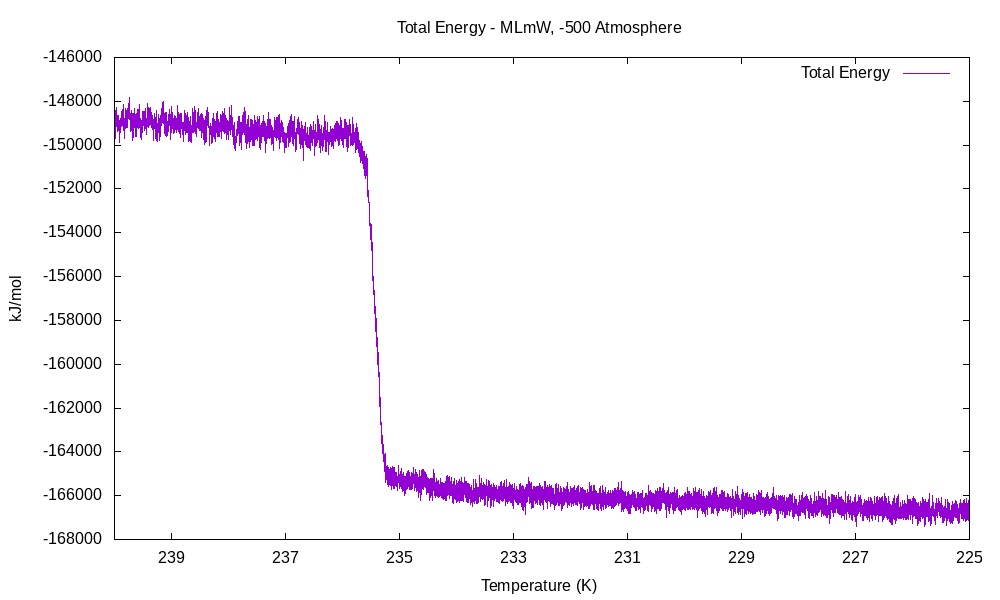 Total Energy - MLmW, -500 Atmosphere
Total Energy
-146000
-148000
-150000
-152000
-154000
-156000
-158000
-160000
-162000
-164000
-166000
-168000
kJ/mol
239 237 235 233 231 229 227 225
Temperature (K)